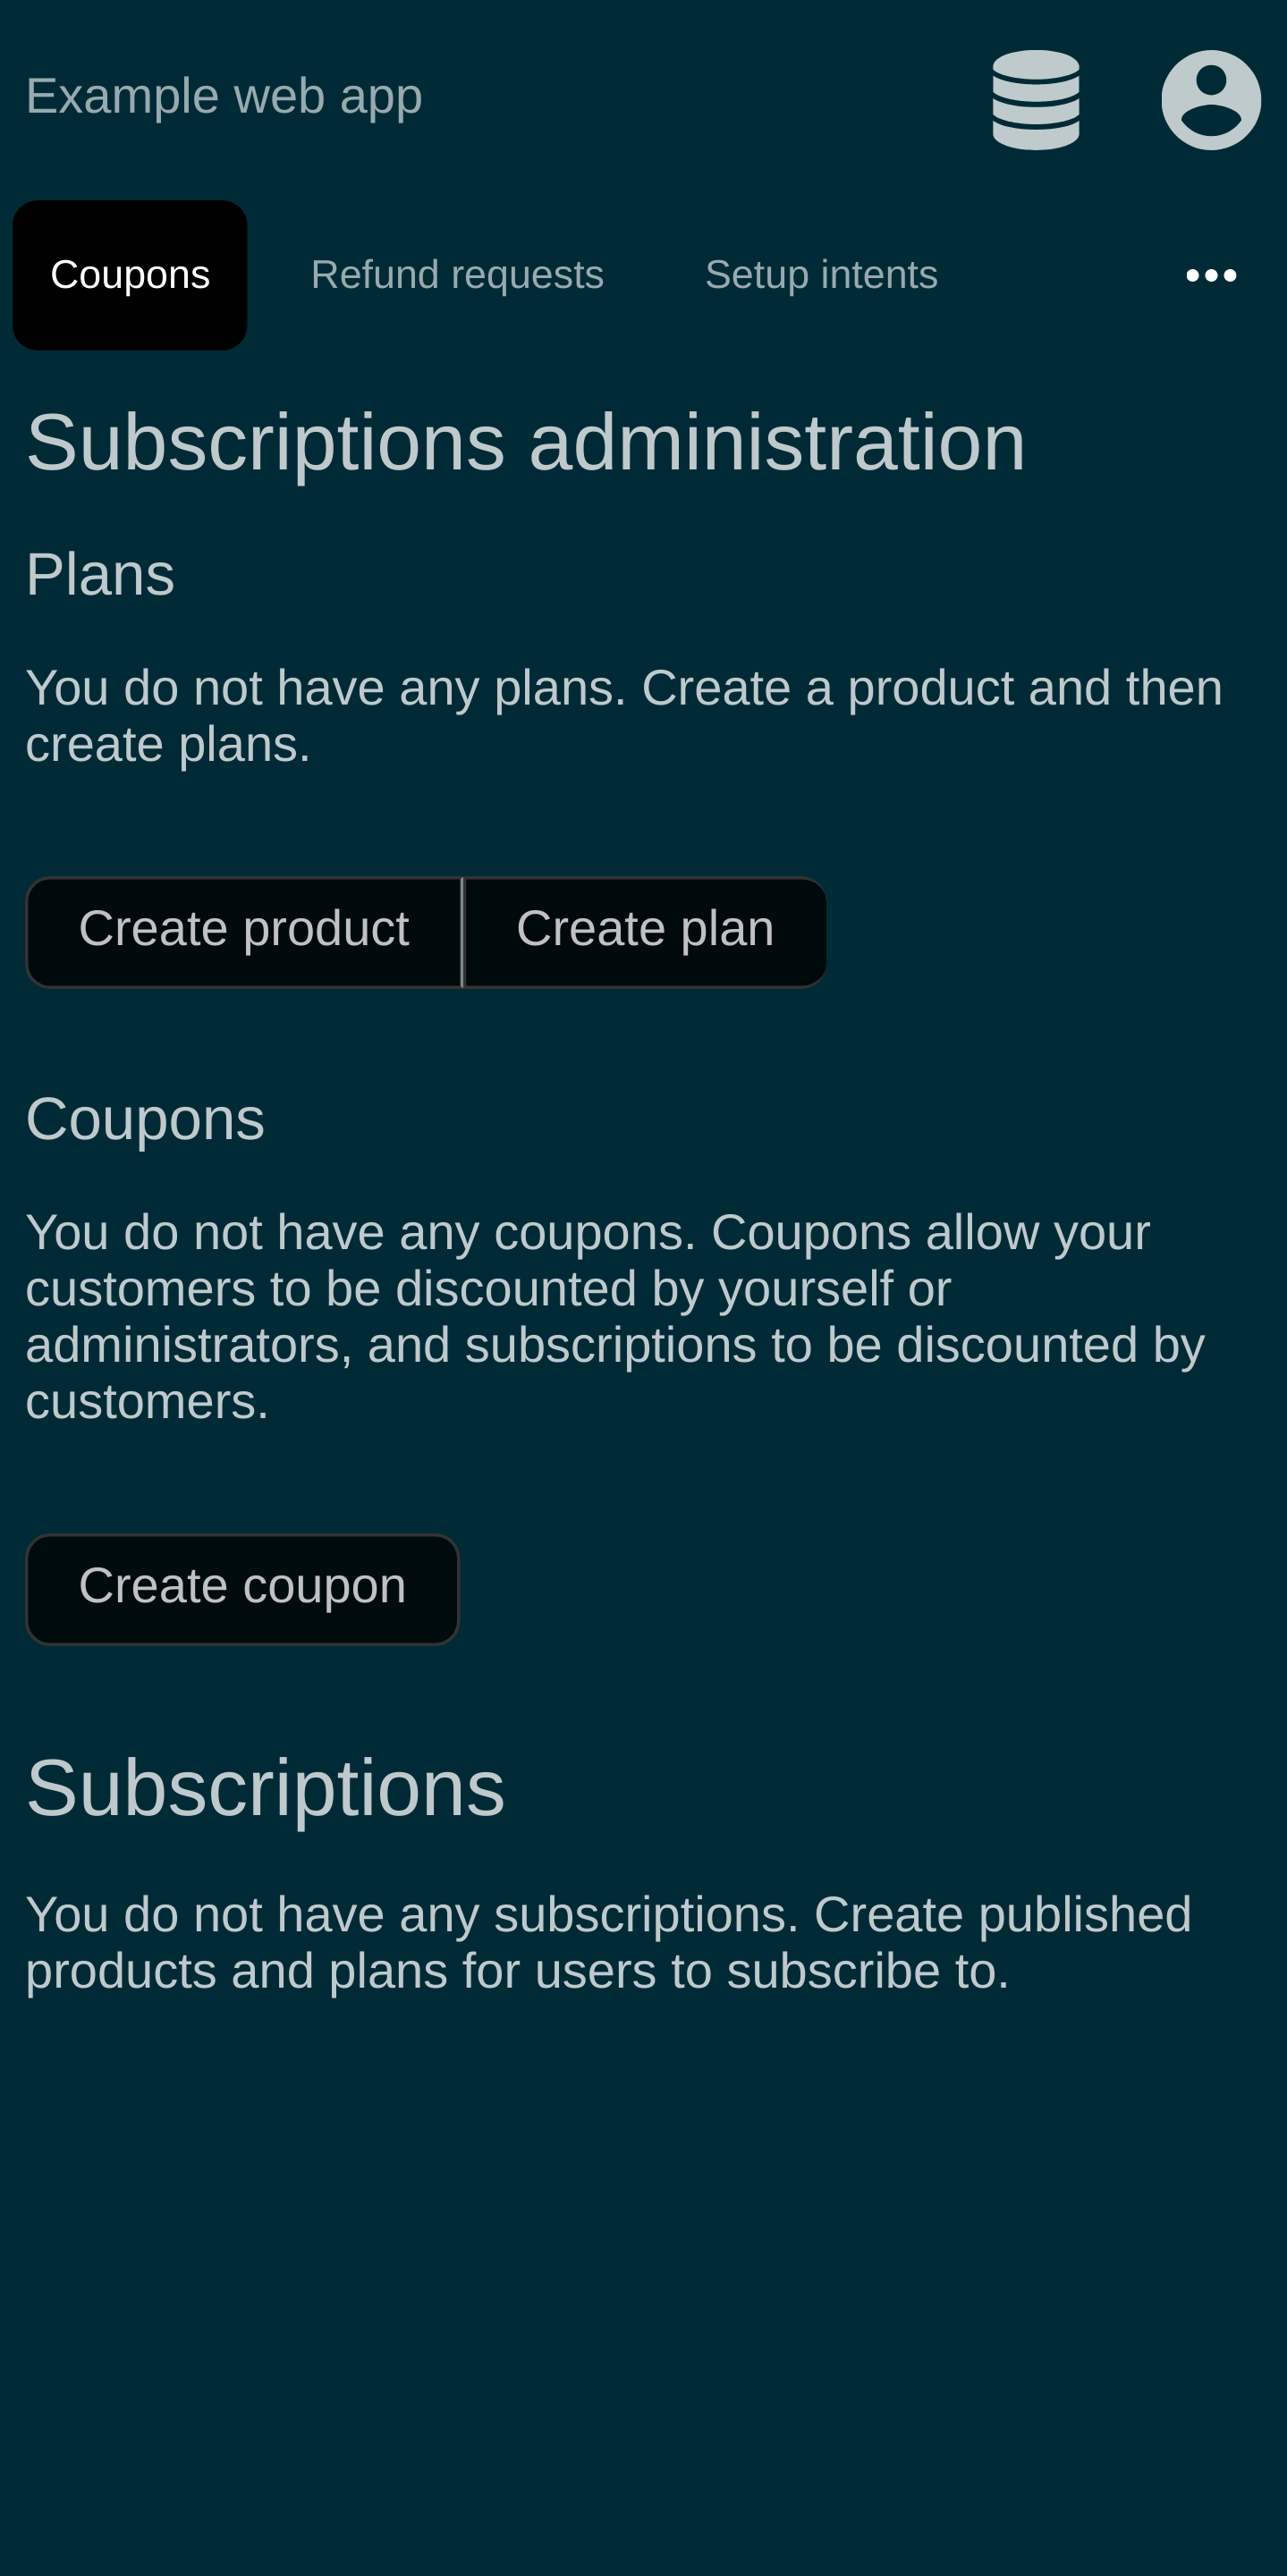 Example web app
Coupons
Refund requests
Setup intents
Subscriptions administration
Plans
You do not have any plans. Create a product and then
create plans.
Create product
Create plan
Coupons
You do not have any coupons. Coupons allow your
customers to be discounted by yourself or
administrators, and subscriptions to be discounted by
customers.
Create coupon
Subscriptions
You do not have any subscriptions. Create published
products and plans for users to subscribe to.